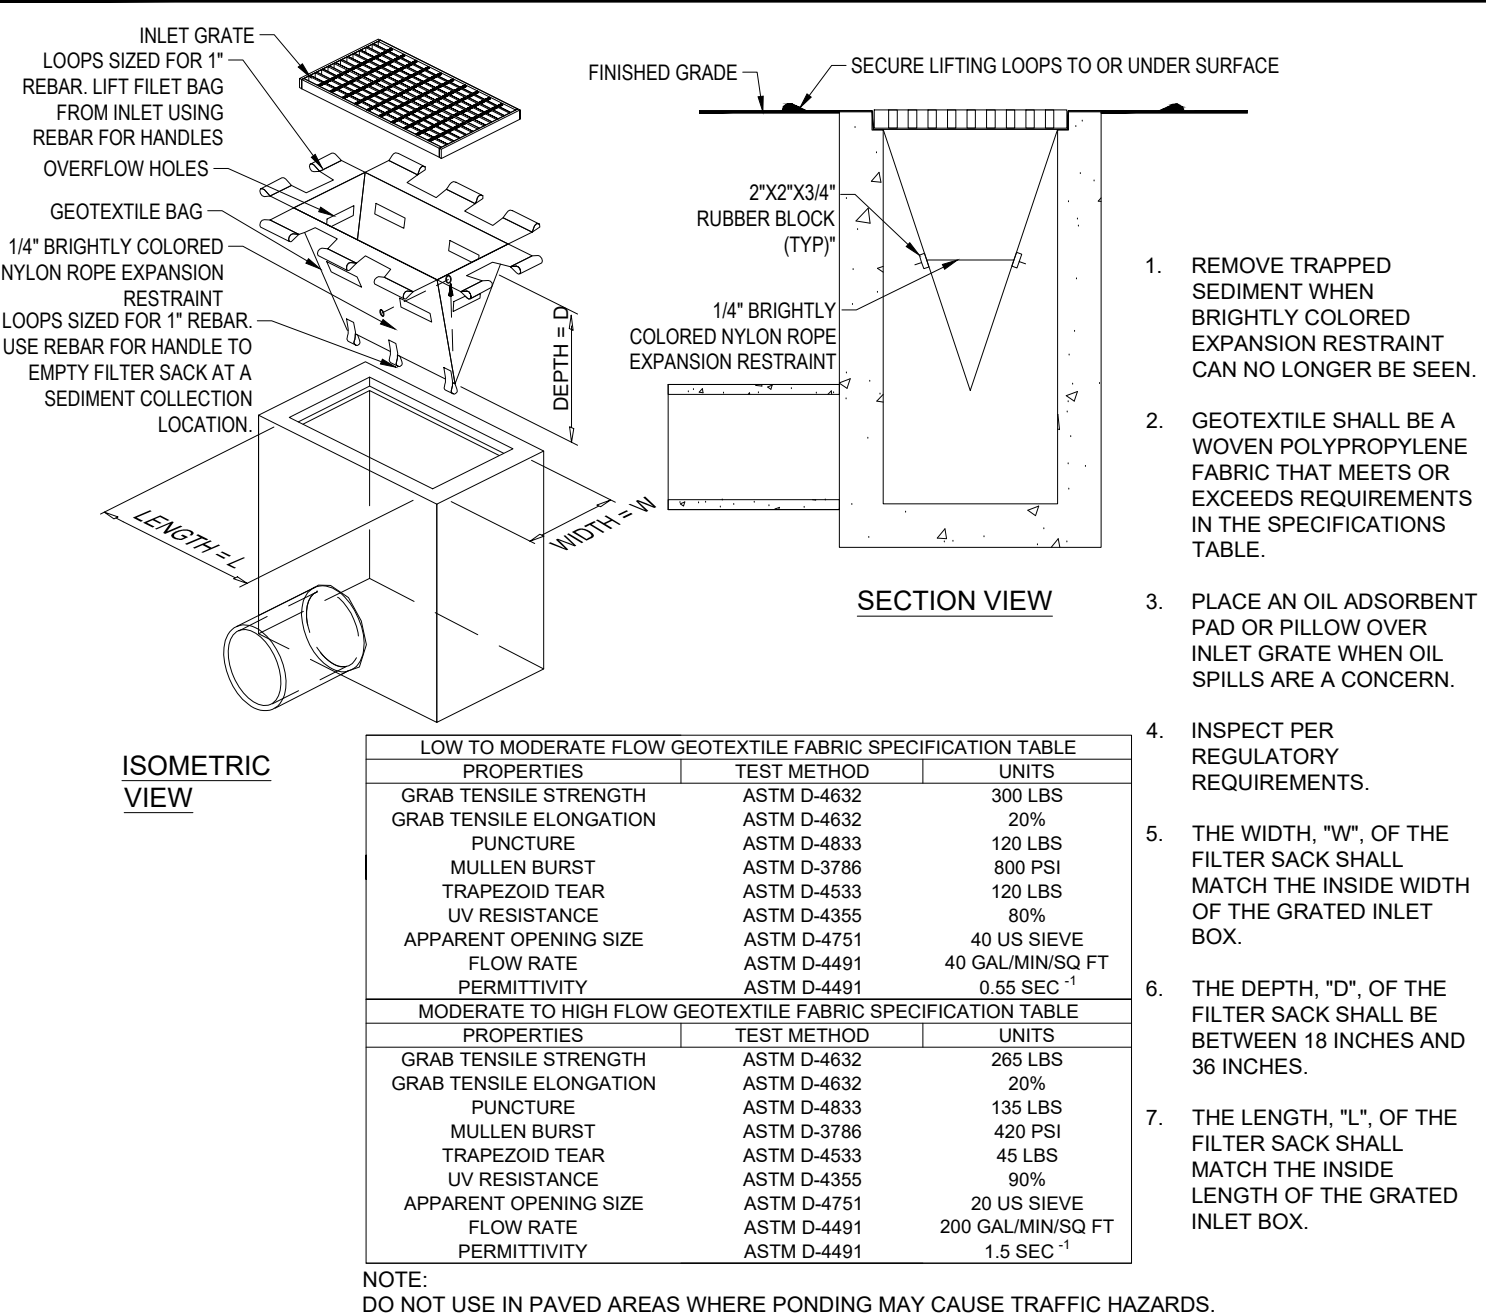 INLET GRATE
LOOPS SIZED FOR 1"
REBAR. LIFT FILET BAG
FROM INLET USING
REBAR FOR HANDLES
OVERFLOW HOLES
GEOTEXTILE BAG
1/4" BRIGHTLY COLORED
NYLON ROPE EXPANSION
RESTRAINT
LOOPS SIZED FOR 1" REBAR.
USE REBAR FOR HANDLE TO
EMPTY FILTER SACK AT A
SEDIMENT COLLECTION
LOCATION.
DEPTH = D
LENGTH = L
WIDTH = W
ISOMETRIC
VIEW
FINISHED GRADE
SECURE LIFTING LOOPS TO OR UNDER SURFACE
2"X2"X3/4"
RUBBER BLOCK
(TYP)"
1/4" BRIGHTLY
COLORED NYLON ROPE
EXPANSION RESTRAINT
SECTION VIEW
1. REMOVE TRAPPED
SEDIMENT WHEN
BRIGHTLY COLORED
EXPANSION RESTRAINT
CAN NO LONGER BE SEEN.
2. GEOTEXTILE SHALL BE A
WOVEN POLYPROPYLENE
FABRIC THAT MEETS OR
EXCEEDS REQUIREMENTS
IN THE SPECIFICATIONS
TABLE.
3. PLACE AN OIL ADSORBENT
PAD OR PILLOW OVER
INLET GRATE WHEN OIL
SPILLS ARE A CONCERN.
4. INSPECT PER
REGULATORY
REQUIREMENTS.
5. THE WIDTH, "W", OF THE
FILTER SACK SHALL
MATCH THE INSIDE WIDTH
OF THE GRATED INLET
BOX.
6. THE DEPTH, "D", OF THE
FILTER SACK SHALL BE
BETWEEN 18 INCHES AND
36 INCHES.
7. THE LENGTH, "L", OF THE
FILTER SACK SHALL
MATCH THE INSIDE
LENGTH OF THE GRATED
INLET BOX.
LOW TO MODERATE FLOW GEOTEXTILE FABRIC SPECIFICATION TABLE
PROPERTIES TEST METHOD UNITS
GRAB TENSILE STRENGTH ASTM D-4632 300 LBS
GRAB TENSILE ELONGATION ASTM D-4632 20%
PUNCTURE ASTM D-4833 120 LBS
MULLEN BURST ASTM D-3786 800 PSI
TRAPEZOID TEAR ASTM D-4533 120 LBS
UV RESISTANCE ASTM D-4355 80%
APPARENT OPENING SIZE ASTM D-4751 40 US SIEVE
FLOW RATE ASTM D-4491 40 GAL/MIN/SQ FT
PERMITTIVITY ASTM D-4491 0.55 SEC -1
MODERATE TO HIGH FLOW GEOTEXTILE FABRIC SPECIFICATION TABLE
PROPERTIES TEST METHOD UNITS
GRAB TENSILE STRENGTH ASTM D-4632 265 LBS
GRAB TENSILE ELONGATION ASTM D-4632 20%
PUNCTURE ASTM D-4833 135 LBS
MULLEN BURST ASTM D-3786 420 PSI
TRAPEZOID TEAR ASTM D-4533 45 LBS
UV RESISTANCE ASTM D-4355 90%
APPARENT OPENING SIZE ASTM D-4751 20 US SIEVE
FLOW RATE ASTM D-4491 200 GAL/MIN/SQ FT
PERMITTIVITY ASTM D-4491 1.5 SEC -1
NOTE:
DO NOT USE IN PAVED AREAS WHERE PONDING MAY CAUSE TRAFFIC HAZARDS.